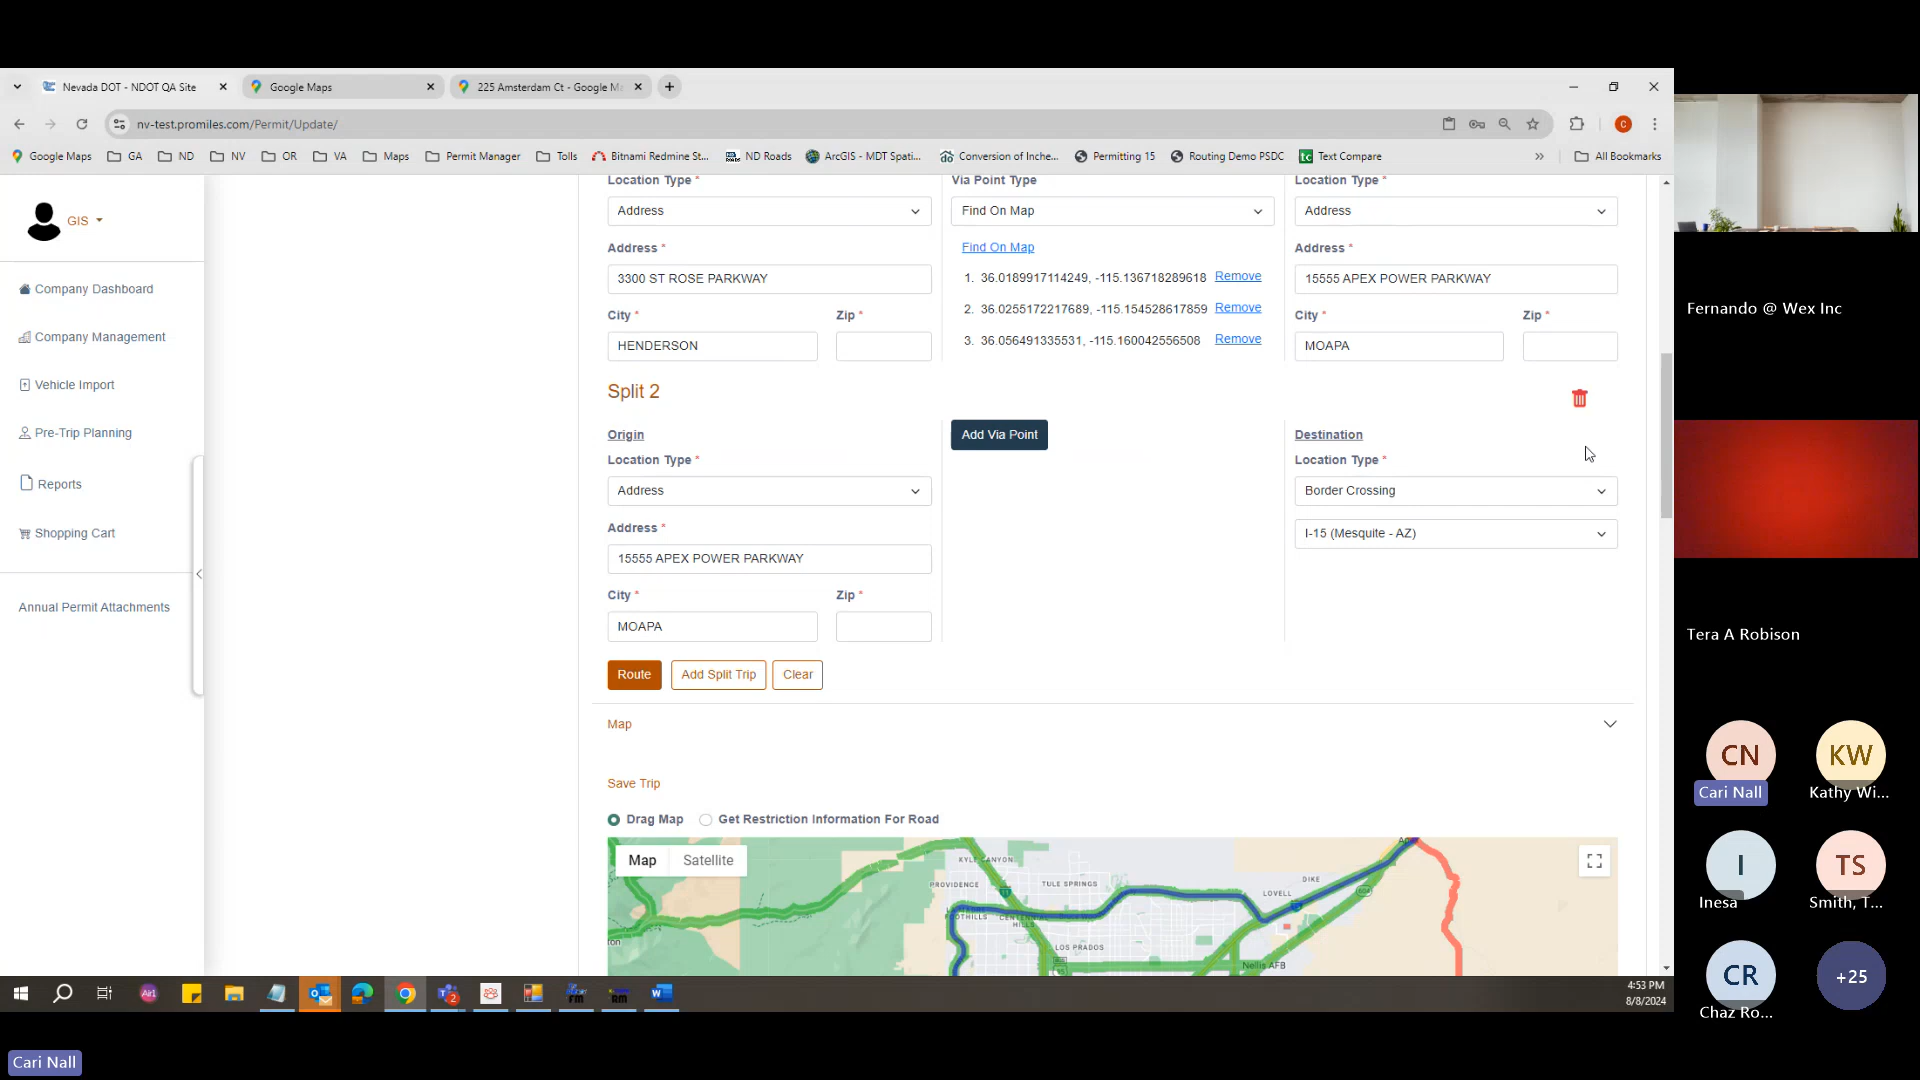 Nevada DOT - NDOT QA Site
Google Maps
225 Amsterdam Ct - Google M
nv-test.promiles.com/Permit/Update/
C
Google Maps
GA
ND
NV
OR
VA
Maps
Permit Manager
Tolls
Bitnami Redmine St...
ND Roads
ArcGIS - MDT Spati...
Conversion of Inche...
Permitting 15
Routing Demo PSDC
tc Text Compare
All Bookmarks
GIS
Company Dashboard
Company Management
Vehicle Import
Pre-Trip Planning
Reports
Shopping Cart
Annual Permit Attachments
Location Type *
Address
Address *
3300 ST ROSE PARKWAY
City *
Zip *
HENDERSON
Via Point Type
Find On Map
Find On Map
1. 36.0189917114249, -115.136718289618 Remove
2. 36.0255172217689, -115.154528617859 Remove
3. 36.056491335531, -115.160042556508 Remove
Location Type *
Address
Address *
15555 APEX POWER PARKWAY
City *
Zip *
MOAPA
Split 2
Origin
Location Type *
Address
Address *
15555 APEX POWER PARKWAY
City *
Zip *
MOAPA
Add Via Point
Destination
Location Type *
Border Crossing
I-15 (Mesquite - AZ)
Route
Add Split Trip
Clear
Map
Save Trip
Drag Map
Get Restriction Information For Road
Map
Satellite
KYLE CANYON
PROVIDENCE
TULE SPRINGS
DIKE
LOVELL
LOS PRADOS
Nellis AFB
4:53 PM
8/8/2024
Fernando @ Wex Inc
Tera A Robison
CN
Cari Nall
KW
Kathy Wi...
I
Inesa
TS
Smith, T...
CR
Chaz Ro...
+25
Cari Nall